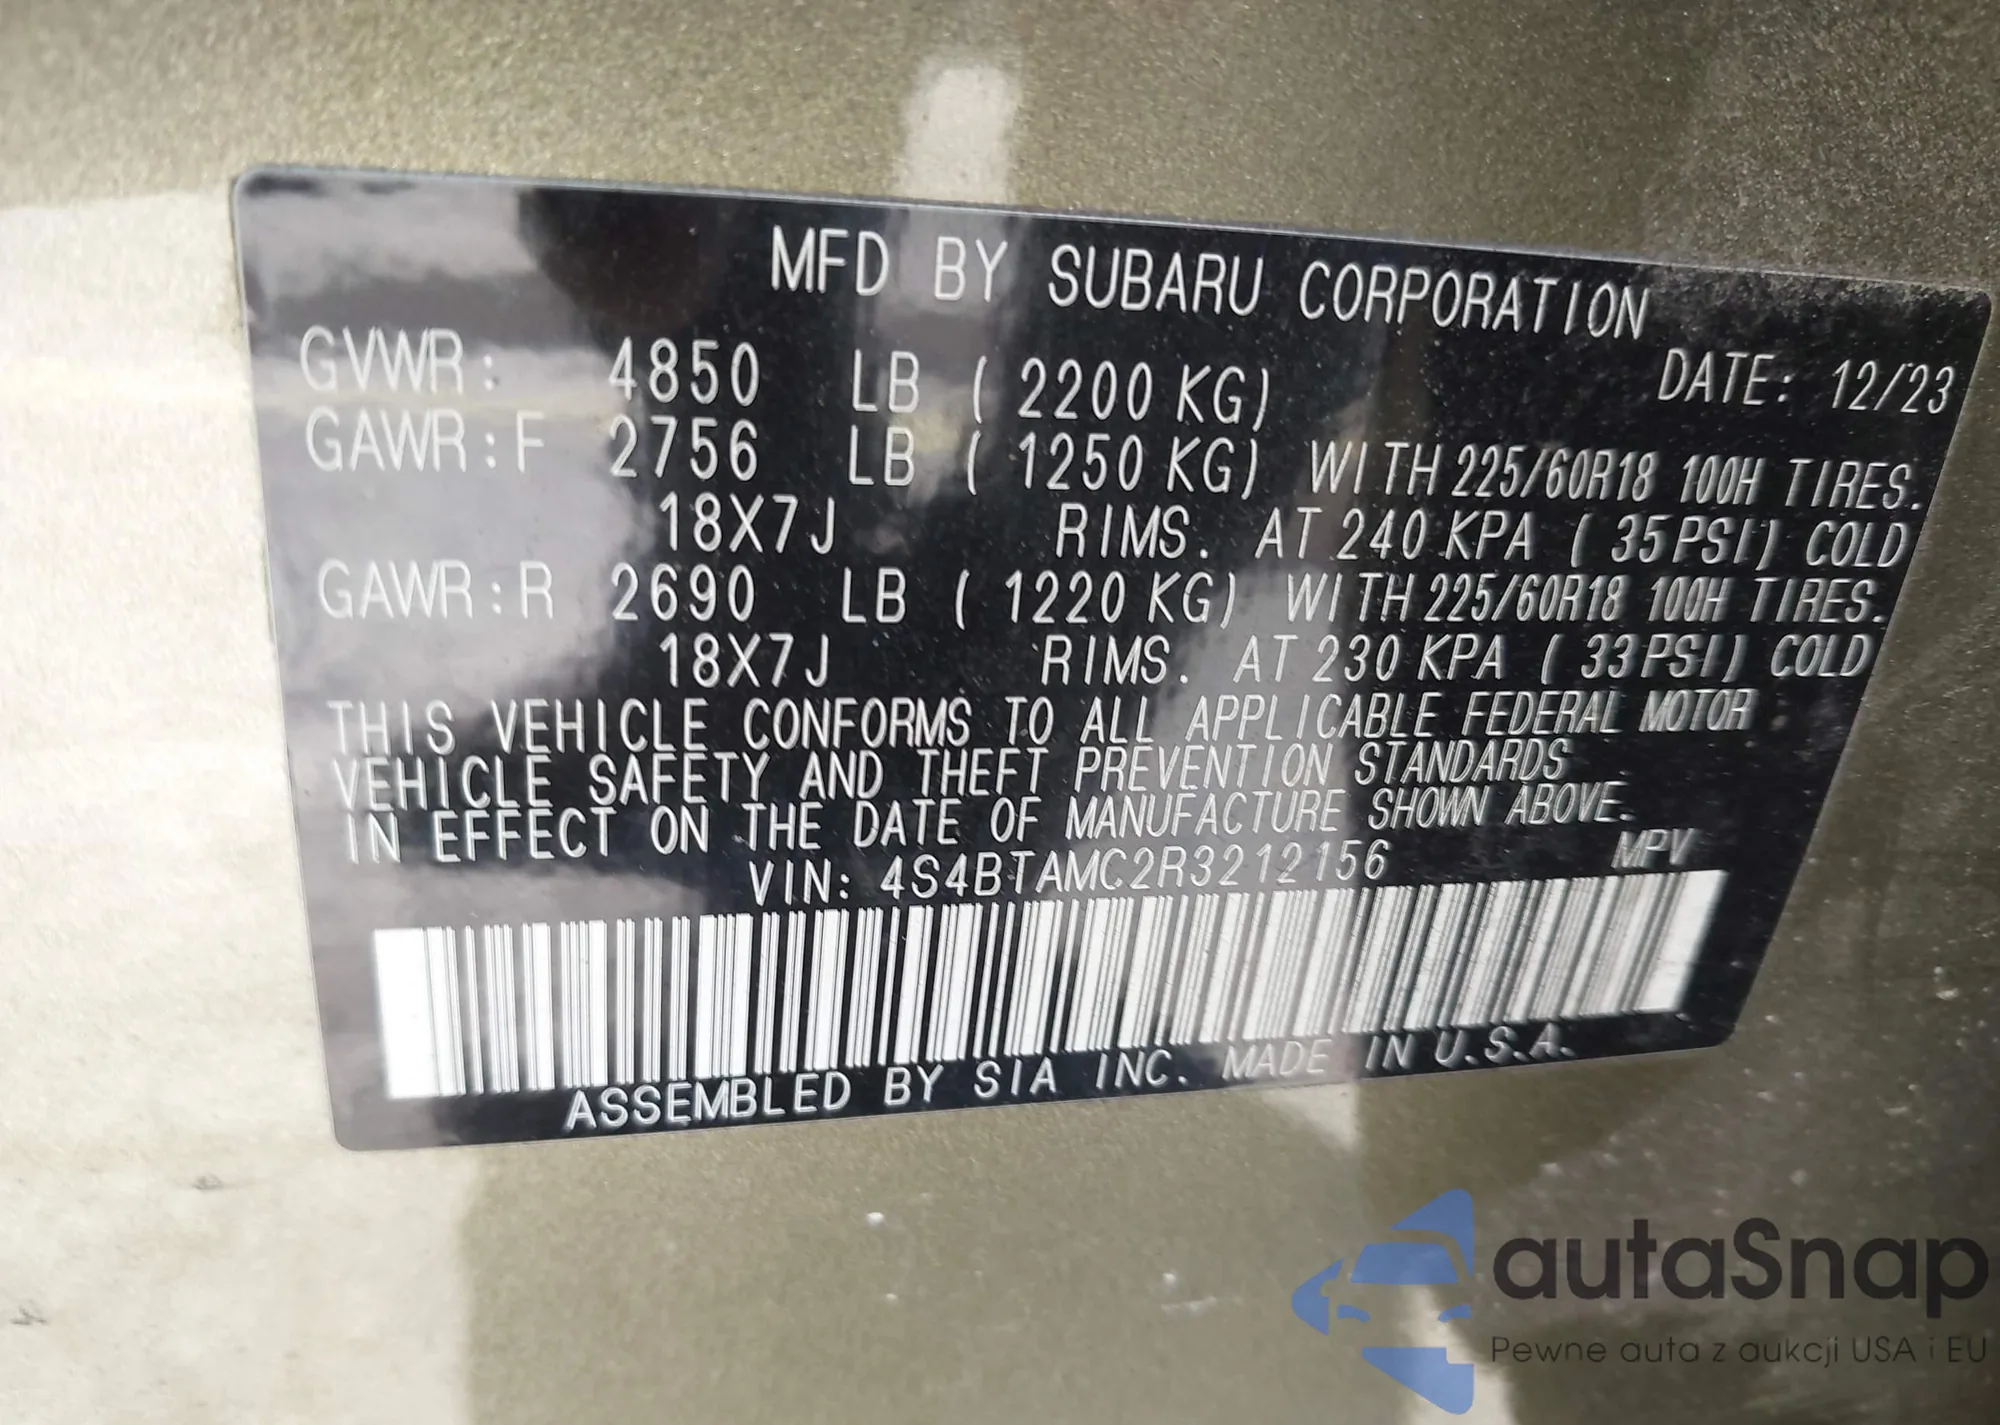 MFD BY SUBARU CORPORATION
GVWR: 4850 LB ( 2200 KG) DATE: 12/23
GAWR:F 2756 LB ( 1250 KG) WITH 225/60R18 100H TIRES.
18X7J RIMS. AT 240 KPA ( 35PSI) COLD
GAWR:R 2690 LB ( 1220 KG) WITH 225/60R18 100H TIRES.
18X7J RIMS. AT 230 KPA ( 33PSI) COLD
THIS VEHICLE CONFORMS TO ALL APPLICABLE FEDERAL MOTOR
VEHICLE SAFETY AND THEFT PREVENTION STANDARDS
IN EFFECT ON THE DATE OF MANUFACTURE SHOWN ABOVE.
VIN: 4S4BTAMC2R3212156 MPV
ASSEMBLED BY SIA INC. MADE IN U.S.A.
autaSnap
Pewne auta z aukcji USA i EU